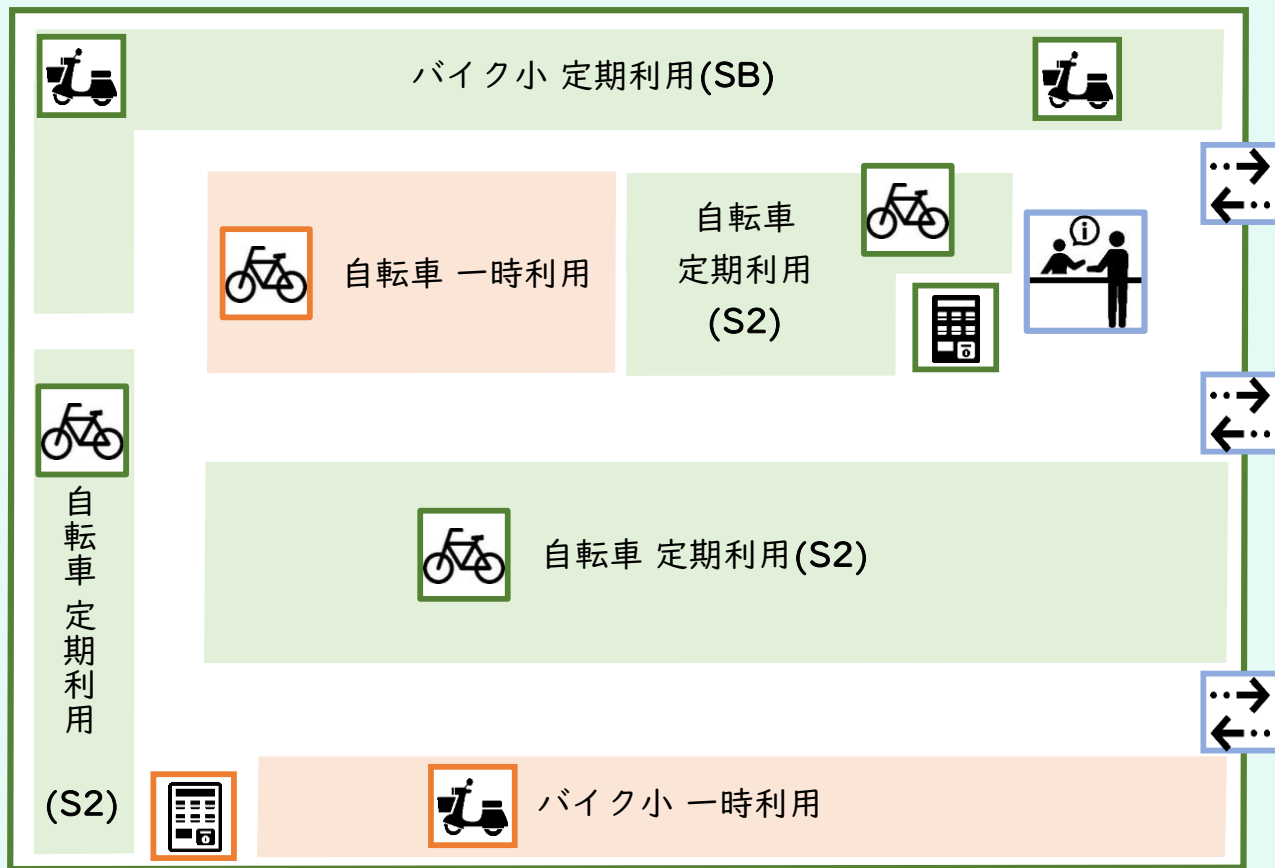 バイク小 定期利用(SB)
自転車 一時利用
自転車
定期利用
(S2)
自転車 定期利用(S2)
自転車 定期利用
(S2)
バイク小 一時利用